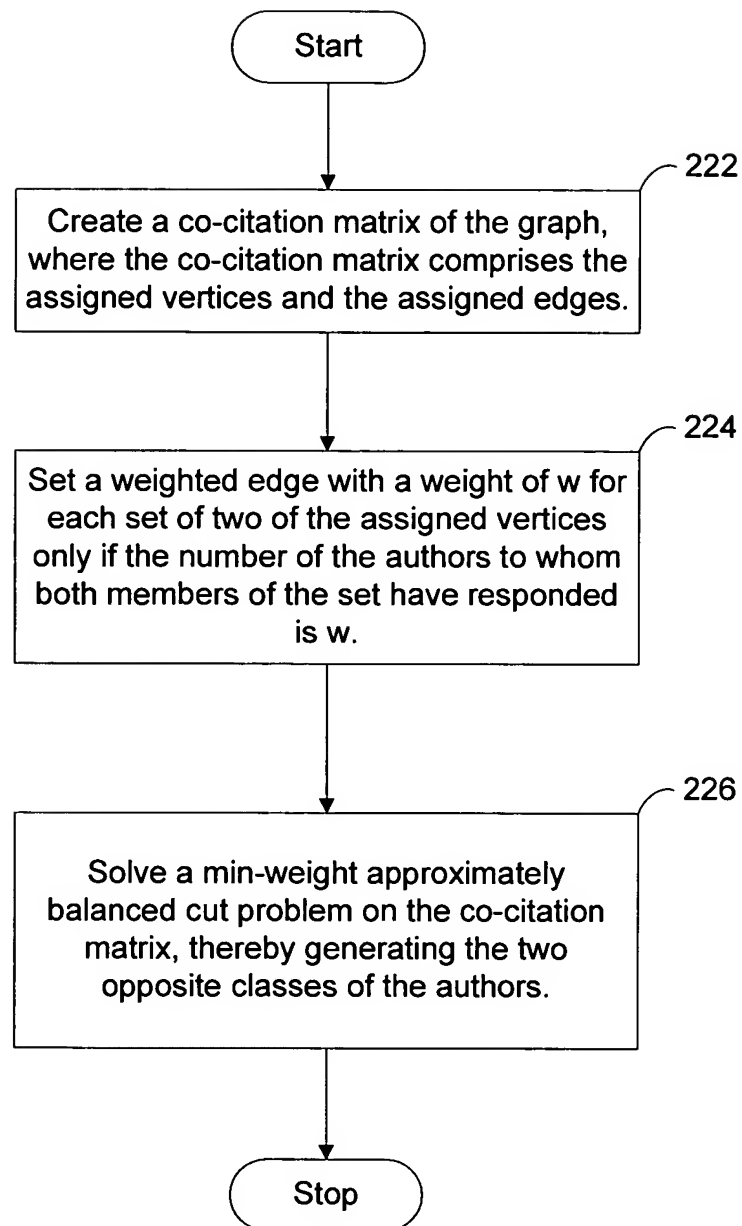 Start
222
Create a co-citation matrix of the graph,
where the co-citation matrix comprises the
assigned vertices and the assigned edges.
224
Set a weighted edge with a weight of w for
each set of two of the assigned vertices
only if the number of the authors to whom
both members of the set have responded
is w.
226
Solve a min-weight approximately
balanced cut problem on the co-citation
matrix, thereby generating the two
opposite classes of the authors.
Stop